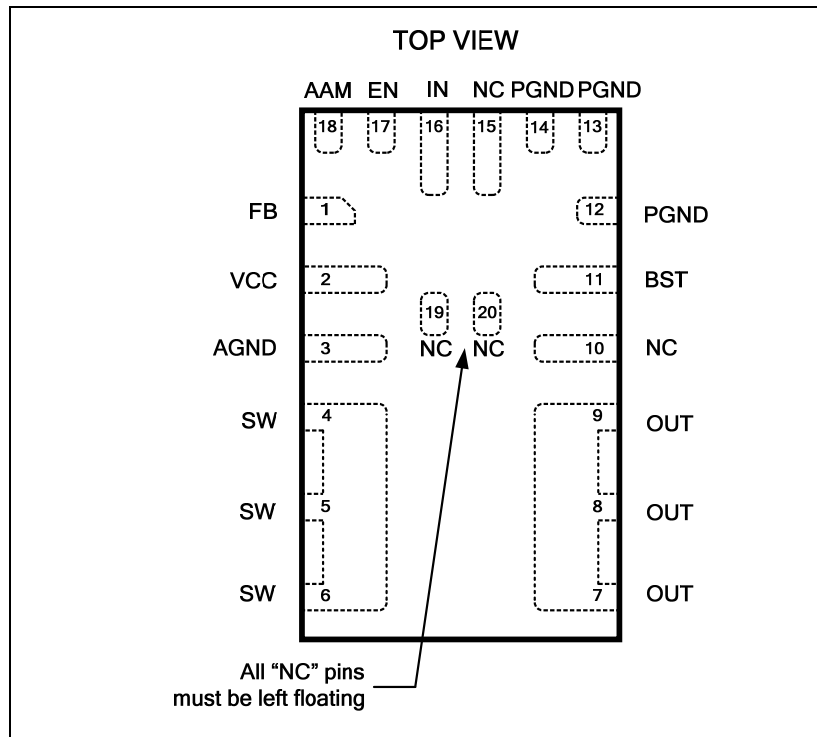 TOP VIEW
AAM EN IN NC PGND PGND
18 17 16 15 14 13
FB 1 12 PGND
VCC 2 11 BST
19 20
AGND 3 NC NC 10 NC
SW 4 9 OUT
SW 5 8 OUT
SW 6 7 OUT
All “NC” pins
must be left floating